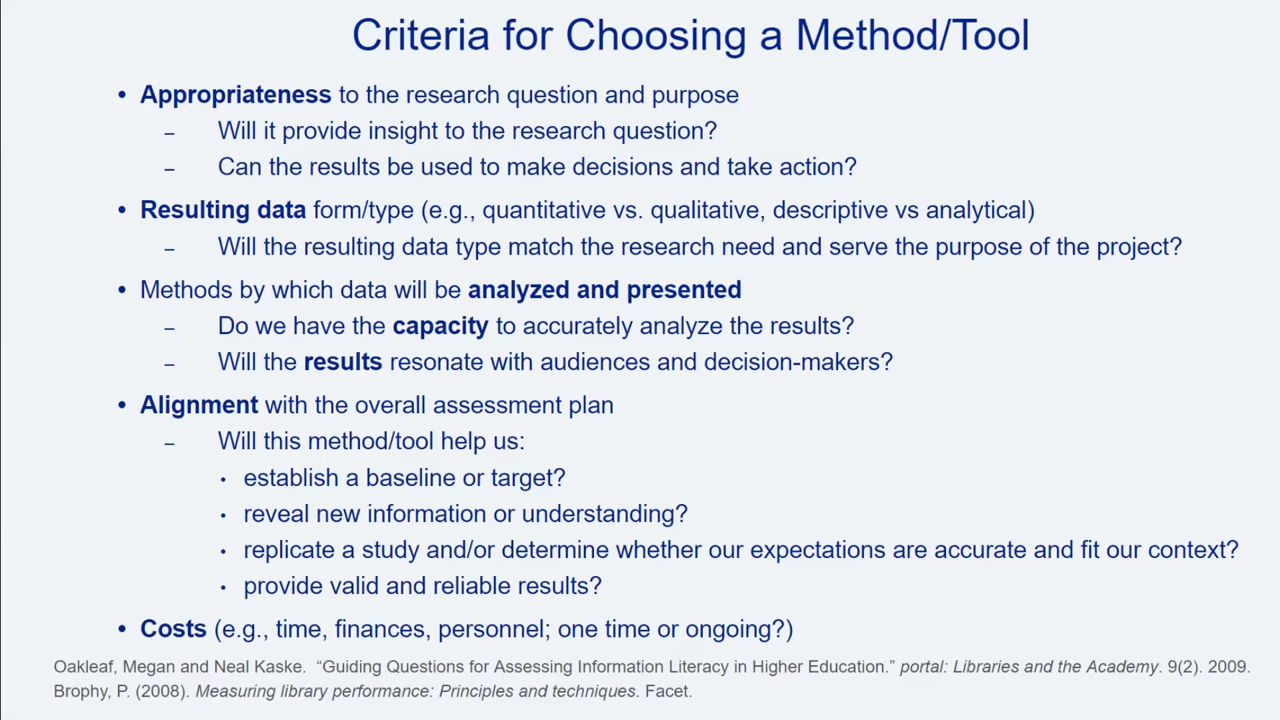 Criteria for Choosing a Method/Tool
• Appropriateness to the research question and purpose
– Will it provide insight to the research question?
– Can the results be used to make decisions and take action?
• Resulting data form/type (e.g., quantitative vs. qualitative, descriptive vs analytical)
– Will the resulting data type match the research need and serve the purpose of the project?
• Methods by which data will be analyzed and presented
– Do we have the capacity to accurately analyze the results?
– Will the results resonate with audiences and decision-makers?
• Alignment with the overall assessment plan
– Will this method/tool help us:
• establish a baseline or target?
• reveal new information or understanding?
• replicate a study and/or determine whether our expectations are accurate and fit our context?
• provide valid and reliable results?
• Costs (e.g., time, finances, personnel; one time or ongoing?)
Oakleaf, Megan and Neal Kaske. “Guiding Questions for Assessing Information Literacy in Higher Education.” portal: Libraries and the Academy. 9(2). 2009.
Brophy, P. (2008). Measuring library performance: Principles and techniques. Facet.